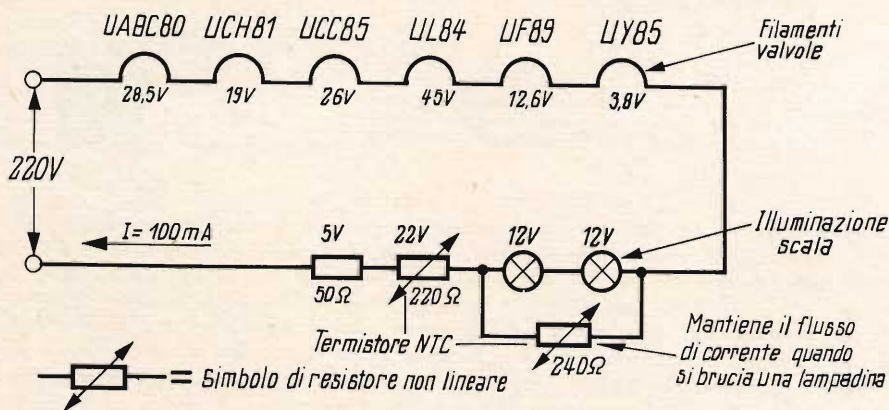 UABC80 UCH81 UCC85 UL84 UF89 UY85
Filamenti
valvole
28,5V 19V 26V 45V 12,6V 3,8V
220V
I = 100mA
5V 22V 12V 12V
Illuminazione
scala
50Ω 220Ω
Termistore NTC
240Ω
Mantiene il flusso
di corrente quando
si brucia una lampadina
= Simbolo di resistore non lineare